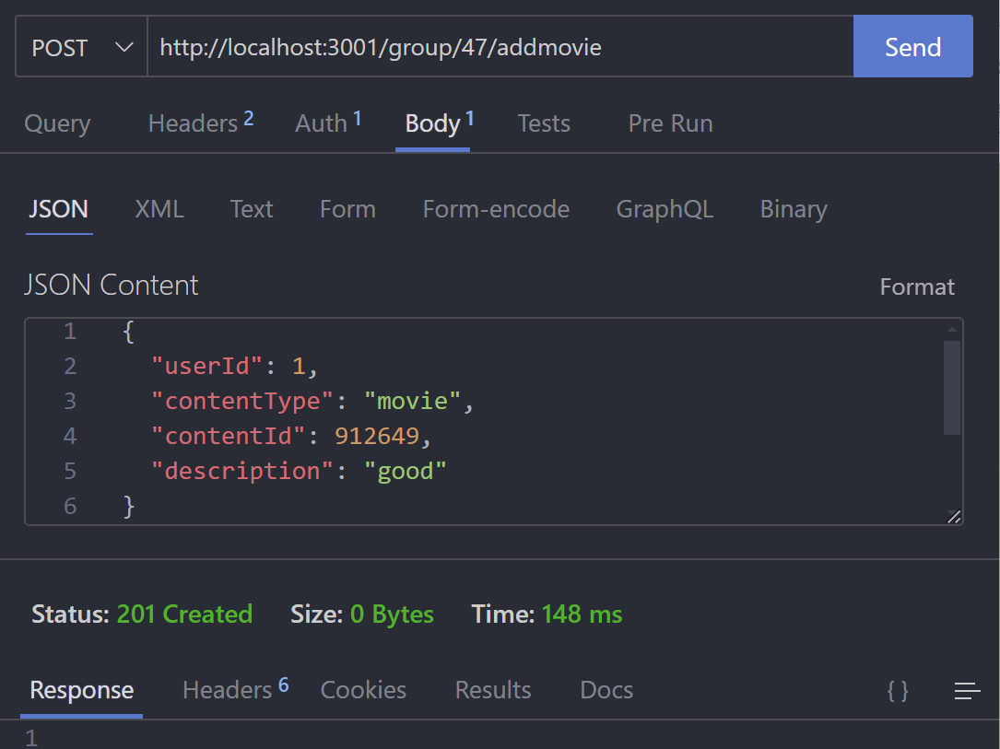 POST http://localhost:3001/group/47/addmovie Send
Query Headers 2 Auth 1 Body 1 Tests Pre Run
JSON XML Text Form Form-encode GraphQL Binary
JSON Content Format
1 {
2 "userId": 1,
3 "contentType": "movie",
4 "contentId": 912649,
5 "description": "good"
6 }
Status: 201 Created Size: 0 Bytes Time: 148 ms
Response Headers 6 Cookies Results Docs { }
1